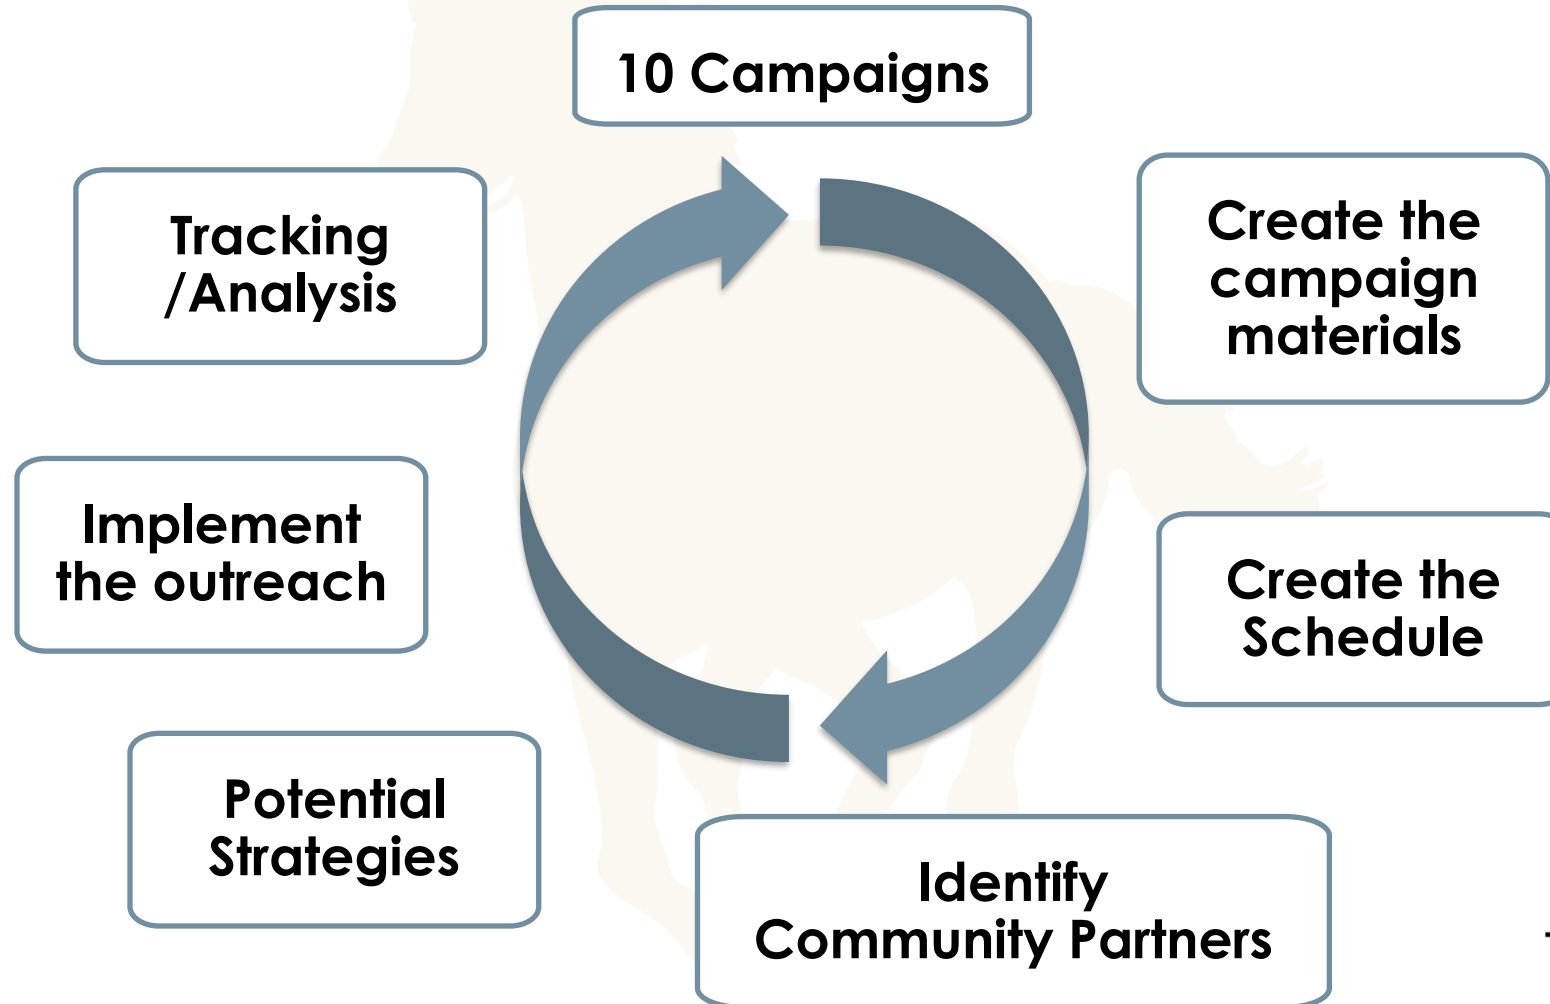 10 Campaigns
Create the
campaign
materials
Create the
Schedule
Identify
Community Partners
Potential
Strategies
Implement
the outreach
Tracking
/Analysis